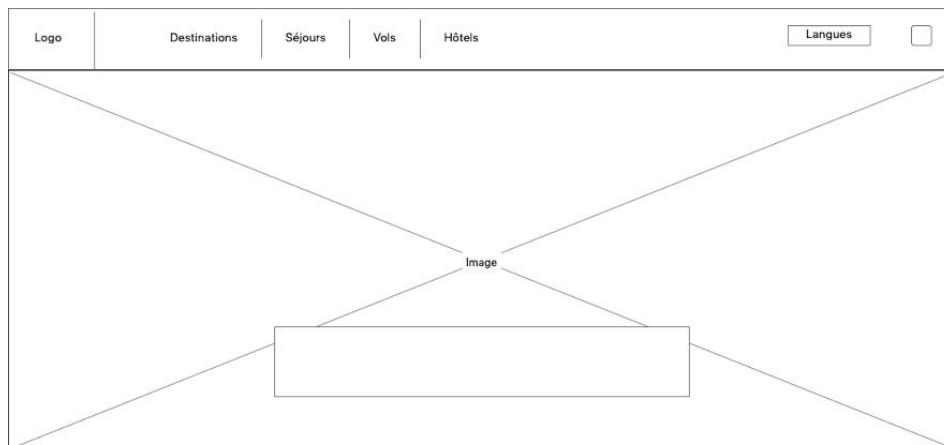 Logo
Destinations
Séjours
Vols
Hôtels
Langues
Image